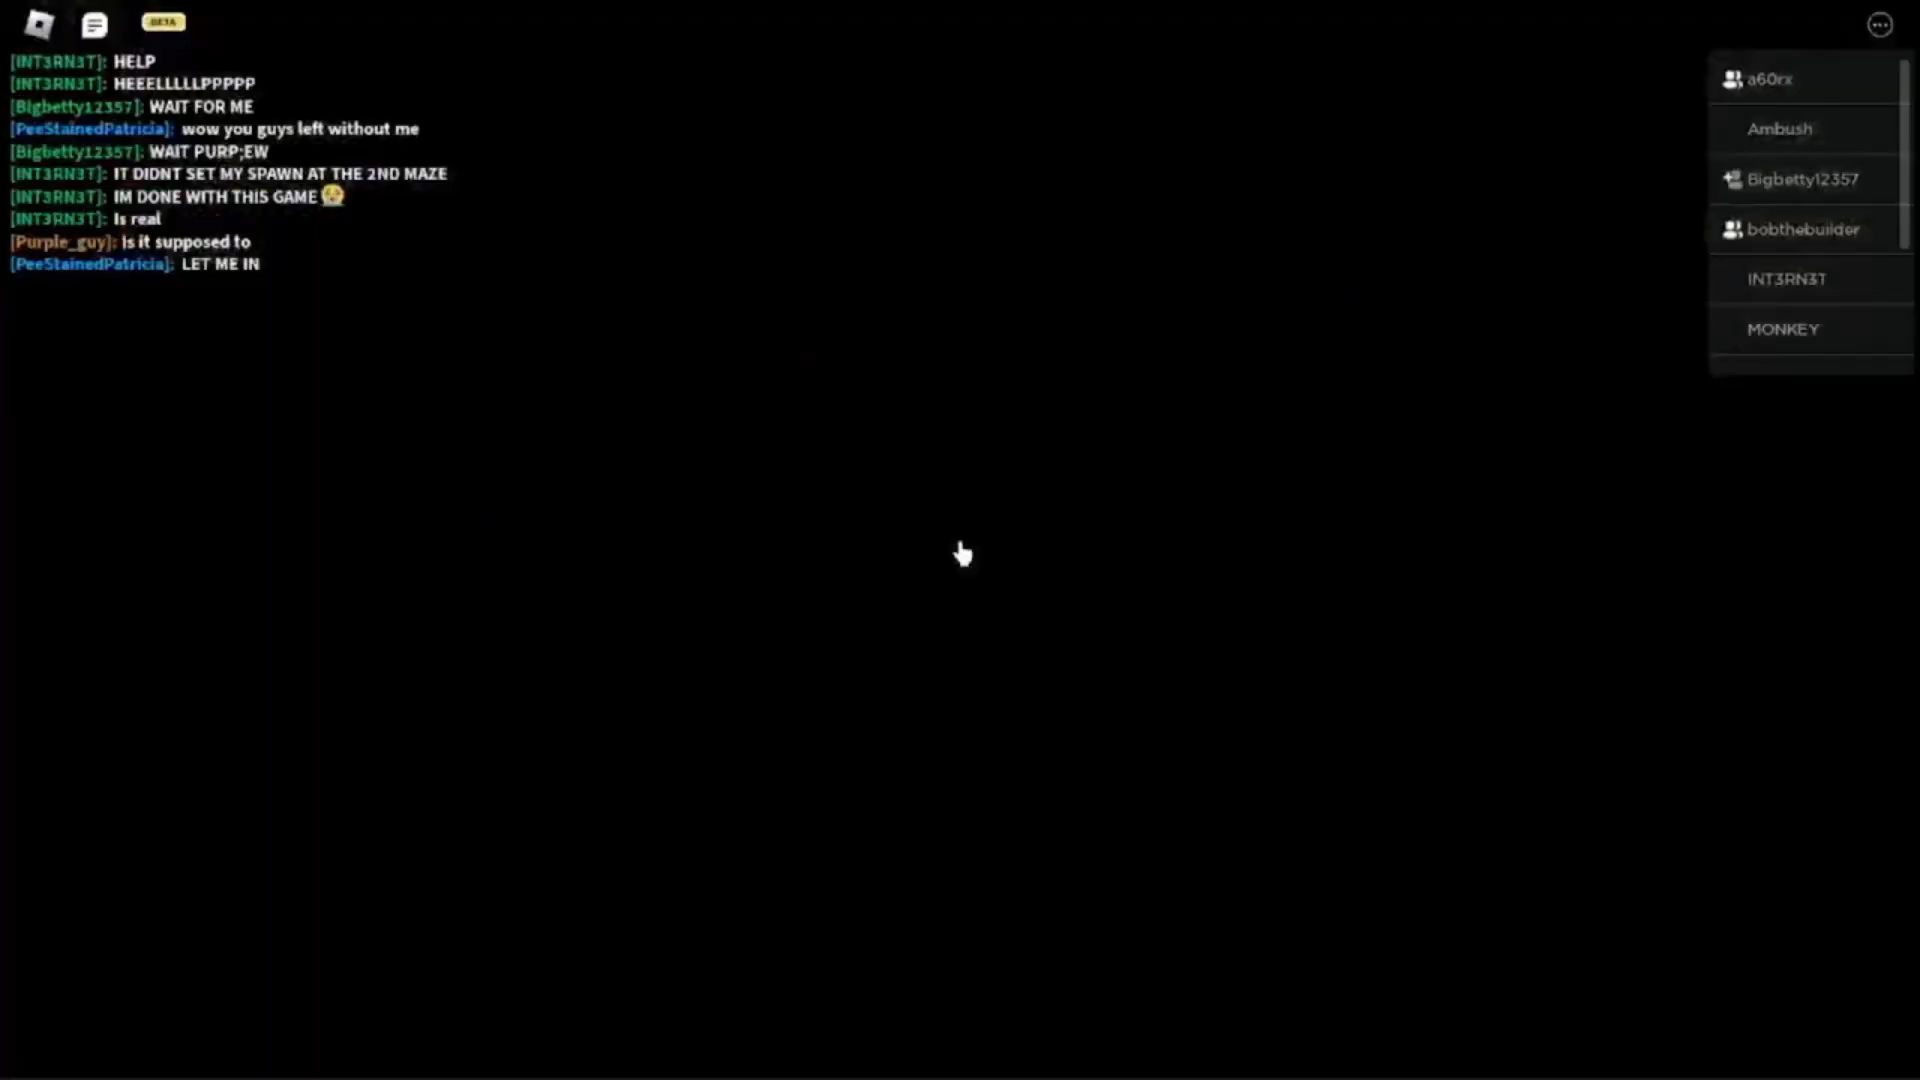 BETA
[INT3RN3T]: HELP
[INT3RN3T]: HEEELLLLLPPPPP
[Bigbetty12357]: WAIT FOR ME
[PeeStainedPatricia]: wow you guys left without me
[Bigbetty12357]: WAIT PURP;EW
[INT3RN3T]: IT DIDNT SET MY SPAWN AT THE 2ND MAZE
[INT3RN3T]: IM DONE WITH THIS GAME 😭
[INT3RN3T]: Is real
[Purple_guy]: Is it supposed to
[PeeStainedPatricia]: LET ME IN
a60rx
Ambush
Bigbetty12357
bobthebuilder
INT3RN3T
MONKEY